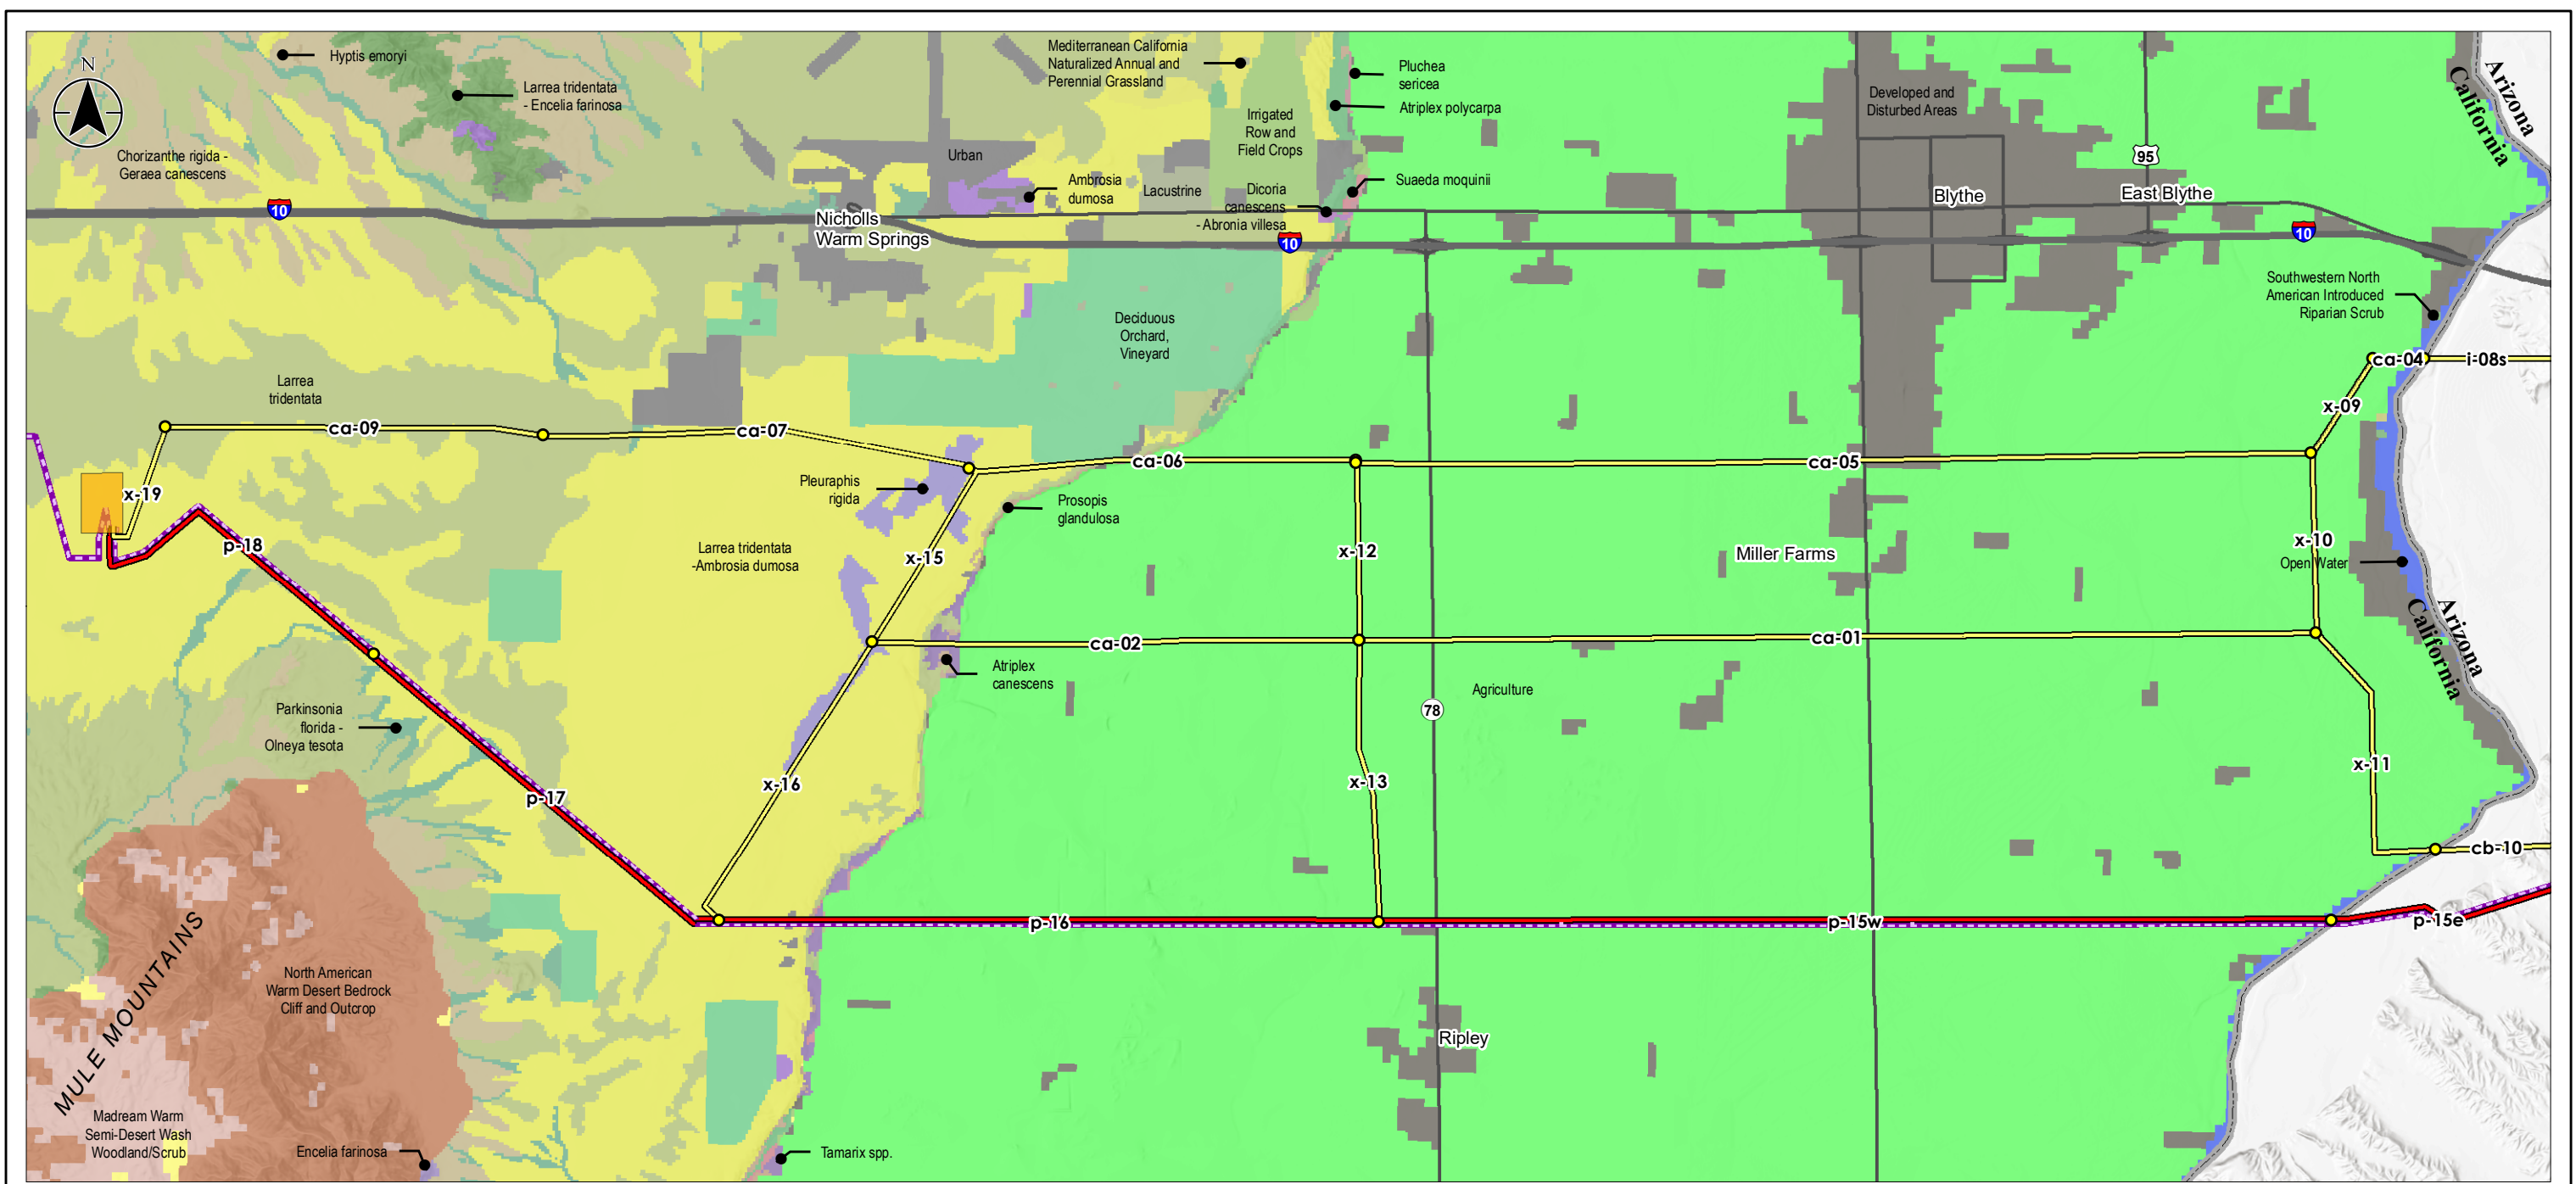 N
Hyptis emoryi
Larrea tridentata
- Encelia farinosa
Chorizanthe rigida -
Geraea canescens
Mediterranean California
Naturalized Annual and
Perennial Grassland
Pluchea
sericea
Atriplex polycarpa
Irrigated
Row and
Field Crops
Urban
Ambrosia
dumosa
Lacustrine
Dicoria
canescens
- Abronia villesa
Suaeda moquinii
Developed and
Disturbed Areas
95
Arizona
California
Blythe
East Blythe
10
Nicholls
Warm Springs
10
10
Southwestern North
American Introduced
Riparian Scrub
Deciduous
Orchard,
Vineyard
ca-04
i-08s
Larrea
tridentata
x-09
ca-09
ca-07
ca-06
ca-05
Pleuraphis
rigida
x-19
Prosopis
glandulosa
p-18
Larrea tridentata
-Ambrosia dumosa
x-15
x-12
Miller Farms
x-10
Open Water
Arizona
California
ca-02
ca-01
Atriplex
canescens
Agriculture
78
Parkinsonia
florida -
Olneya tesota
p-17
x-16
x-13
x-11
cb-10
p-16
p-15w
p-15e
MULE MOUNTAINS
North American
Warm Desert Bedrock
Cliff and Outcrop
Ripley
Madream Warm
Semi-Desert Wash
Woodland/Scrub
Encelia farinosa
Tamarix spp.